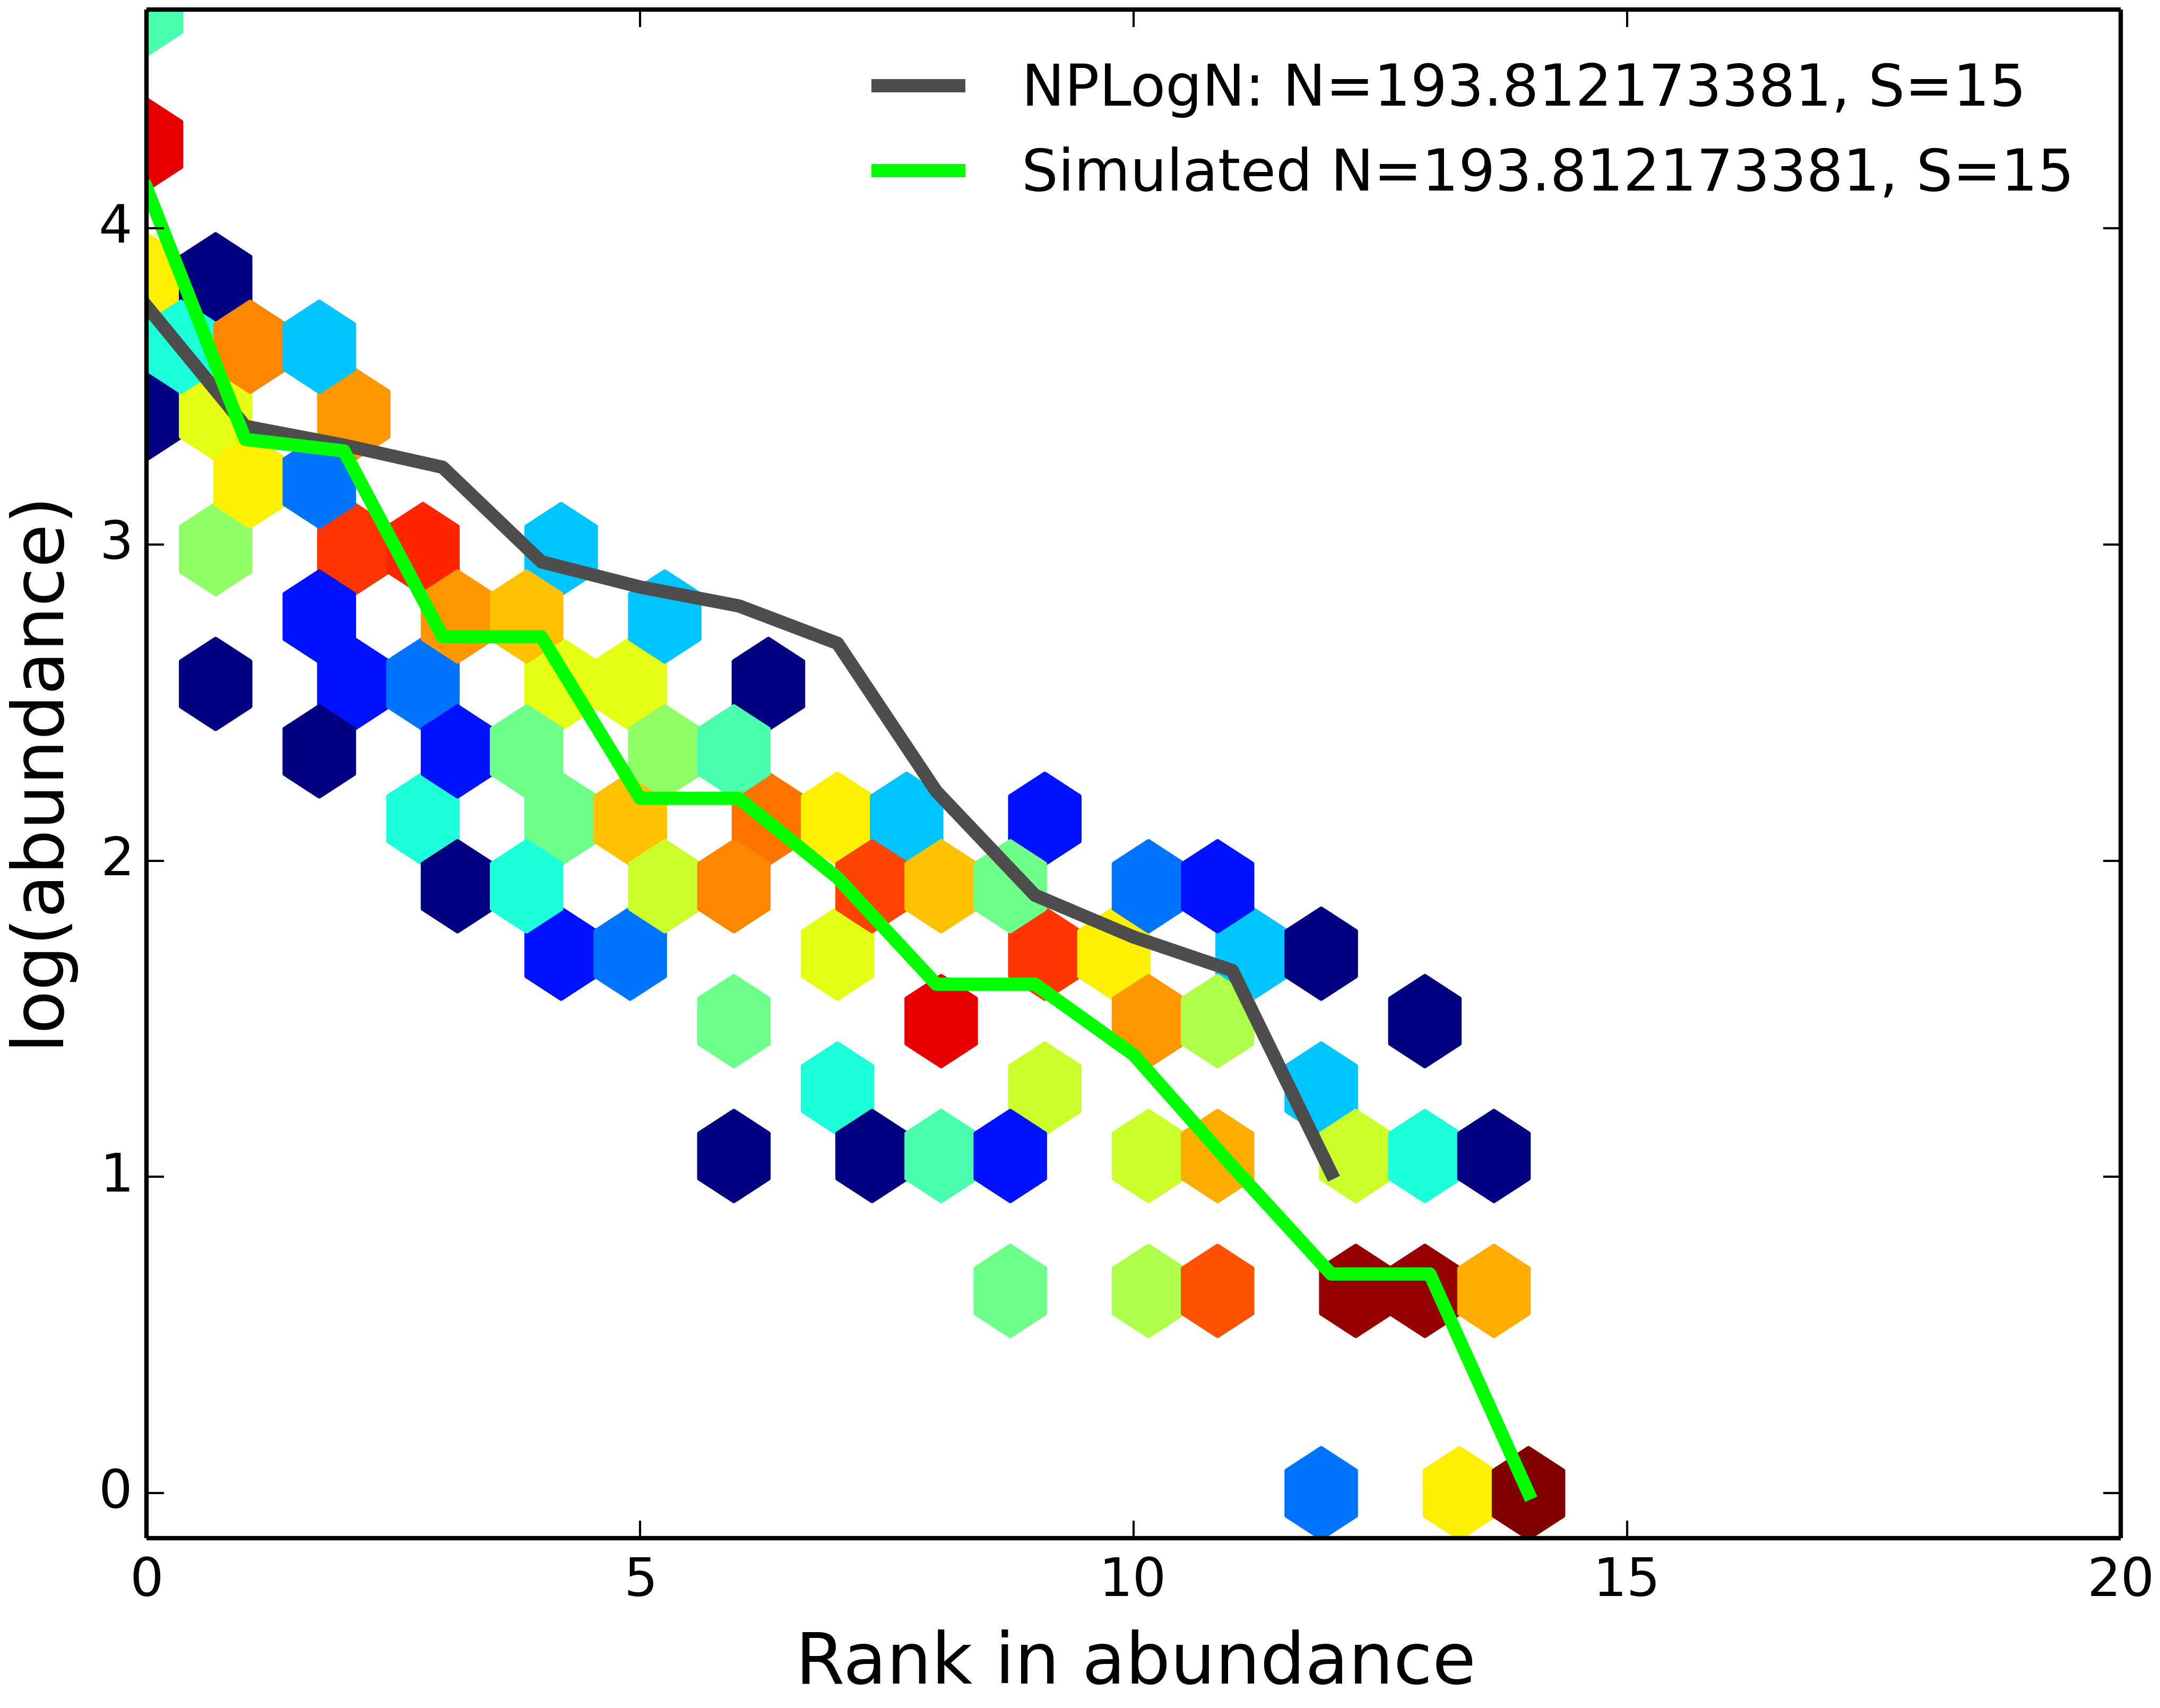 NPLogN: N=193.812173381, S=15
Simulated N=193.812173381, S=15
log(abundance)
4
3
2
1
0
0 5 10 15 20
Rank in abundance